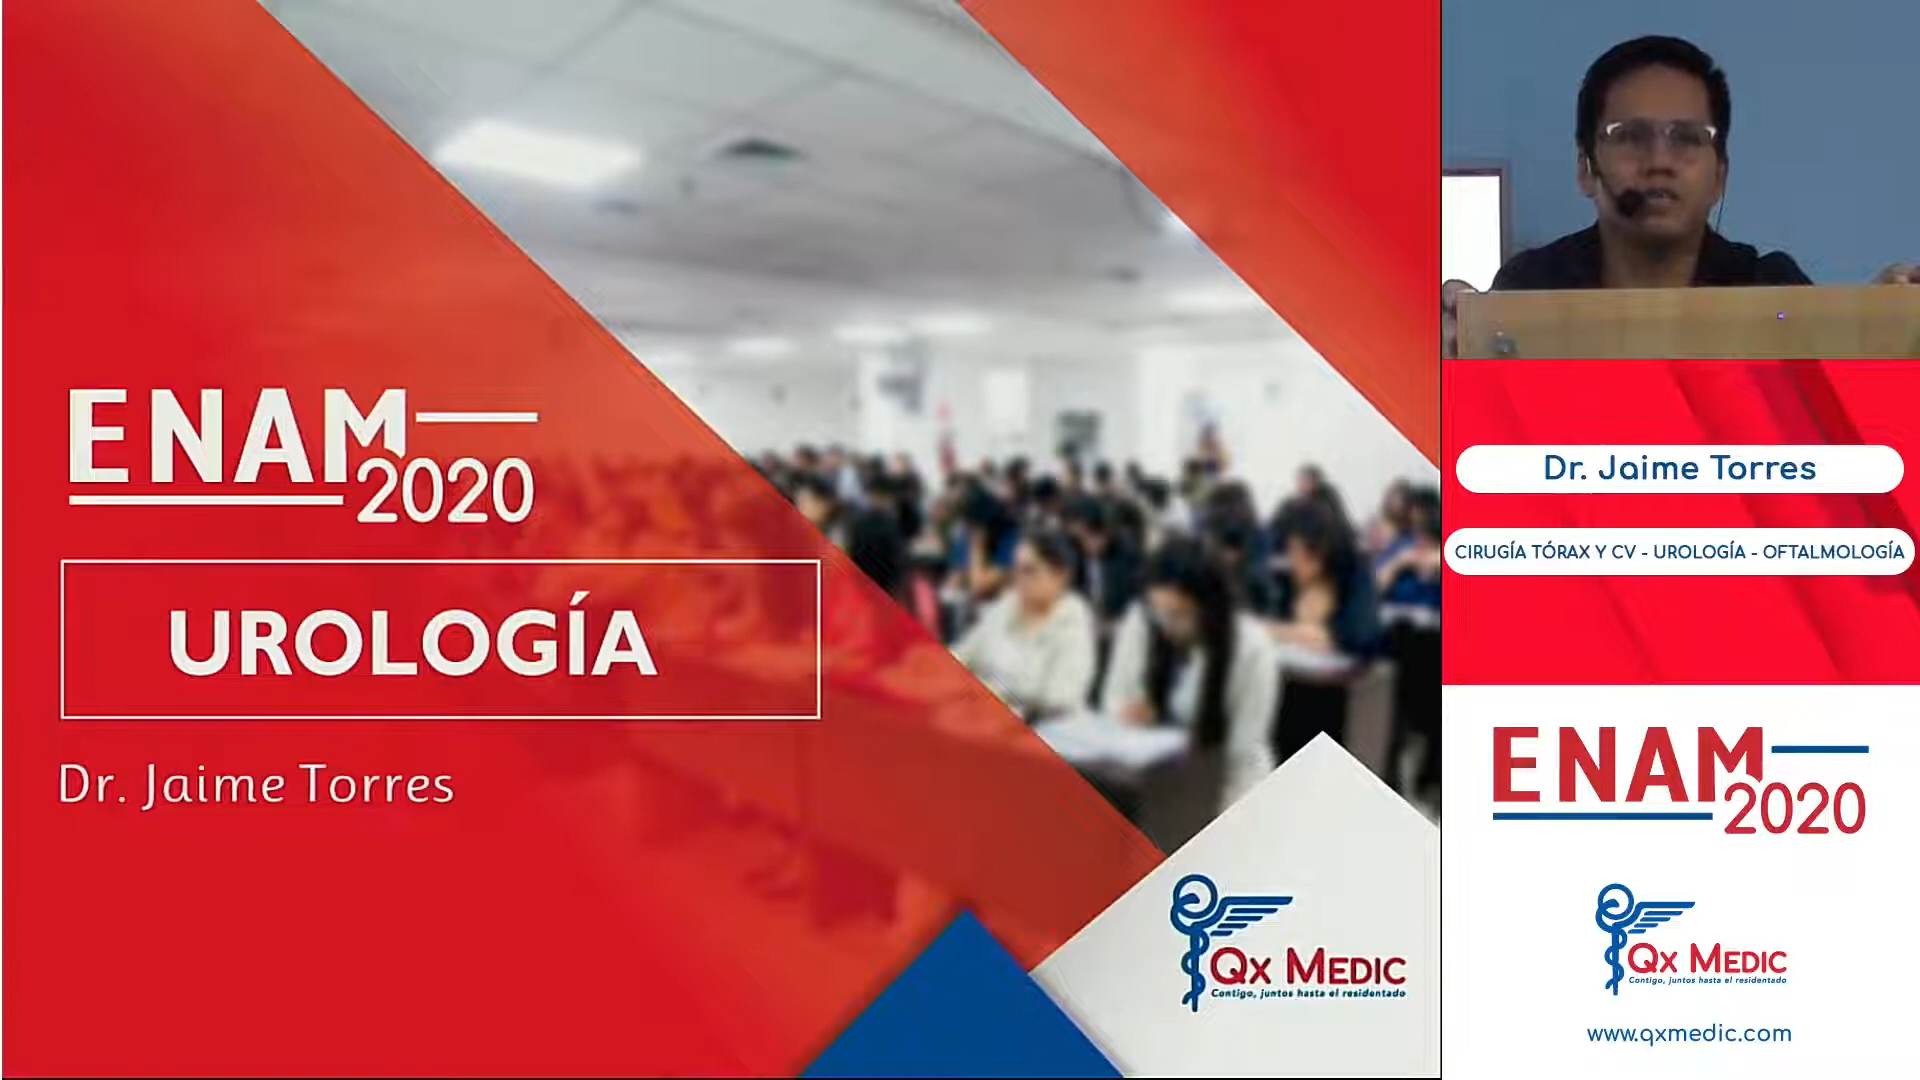 ENAM
2020
UROLOGÍA
Dr. Jaime Torres
QX MEDIC
Contigo, juntos hasta el residentado
Dr. Jaime Torres
CIRUGÍA TÓRAX Y CV - UROLOGÍA - OFTALMOLOGÍA
ENAM
2020
QX MEDIC
Contigo, juntos hasta el residentado
www.qxmedic.com